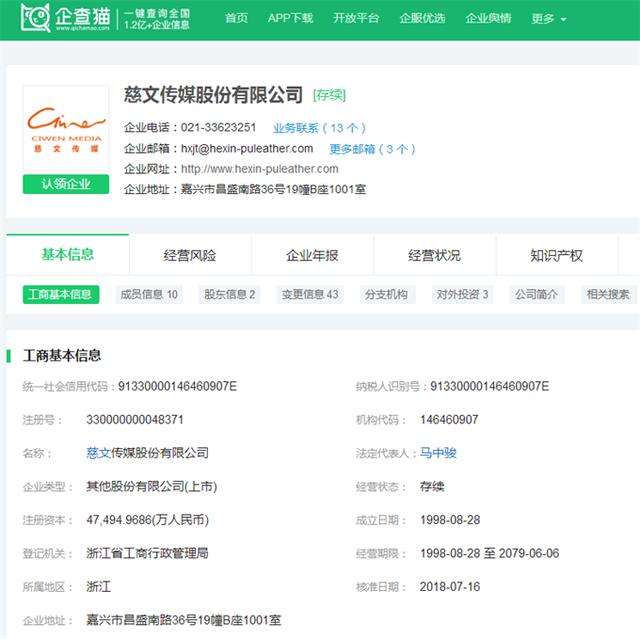 企查猫 一键查询全国 首页 APP下载 开放平台 企服优选 企业舆情 更多
www.qichamao.com 1.2亿+企业信息
慈文传媒股份有限公司 [存续]
企业电话：021-33623251 业务联系（13 个）
企业邮箱：hxjt@hexin-puleather.com 更多邮箱（3 个）
企业网址：http://www.hexin-puleather.com
企业地址：嘉兴市昌盛南路36号19幢B座1001室
Ciwen
CIWEN MEDIA
慈文传媒
认领企业
基本信息 经营风险 企业年报 经营状况 知识产权
工商基本信息 成员信息 10 股东信息 2 变更信息 43 分支机构 对外投资 3 公司简介 相关搜索
工商基本信息
统一社会信用代码：91330000146460907E 纳税人识别号：91330000146460907E
注册号： 330000000048371 机构代码： 146460907
名称： 慈文传媒股份有限公司 法定代表人：马中骏
企业类型： 其他股份有限公司(上市) 经营状态： 存续
注册资本： 47,494.9686(万人民币) 成立日期： 1998-08-28
登记机关： 浙江省工商行政管理局 经营期限： 1998-08-28 至 2079-06-06
所属地区： 浙江 核准日期： 2018-07-16
企业地址： 嘉兴市昌盛南路36号19幢B座1001室